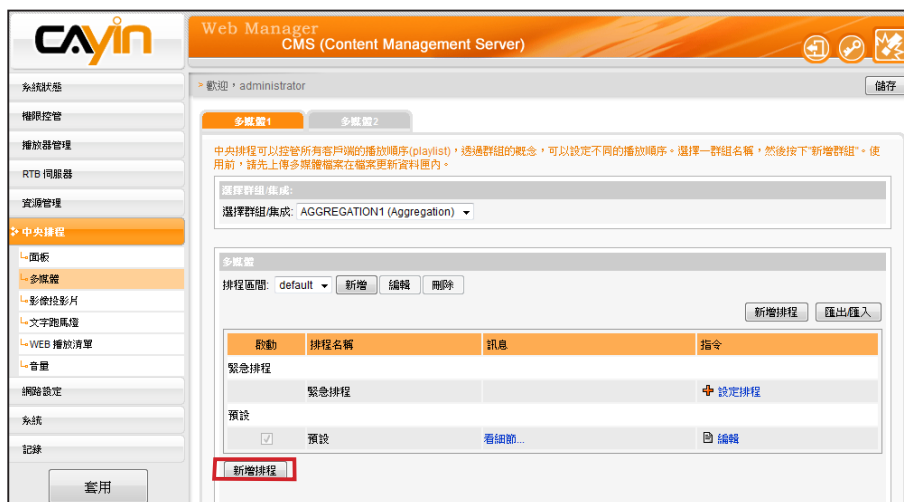 CAYIN
Web Manager
CMS (Content Management Server)
系統狀態
權限控管
播放器管理
RTB 伺服器
資源管理
中央排程
面板
多媒體
影像投影片
文字跑馬燈
WEB 播放清單
音量
網路設定
系統
記錄
套用
> 歡迎，administrator
儲存
多媒體1 多媒體2
中央排程可以控管所有客戶端的播放順序(playlist)，透過群組的概念，可以設定不同的播放順序。選擇一群組名稱，然後按下"新增群組"。使
用前，請先上傳多媒體檔案在檔案更新資料匣內。
選擇群組/集成:
選擇群組/集成: AGGREGATION1 (Aggregation)
多媒體
排程區間: default 新增 編輯 刪除
新增排程 匯出/匯入
啟動 排程名稱 訊息 指令
緊急排程
緊急排程 設定排程
預設
預設 看細節... 編輯
新增排程